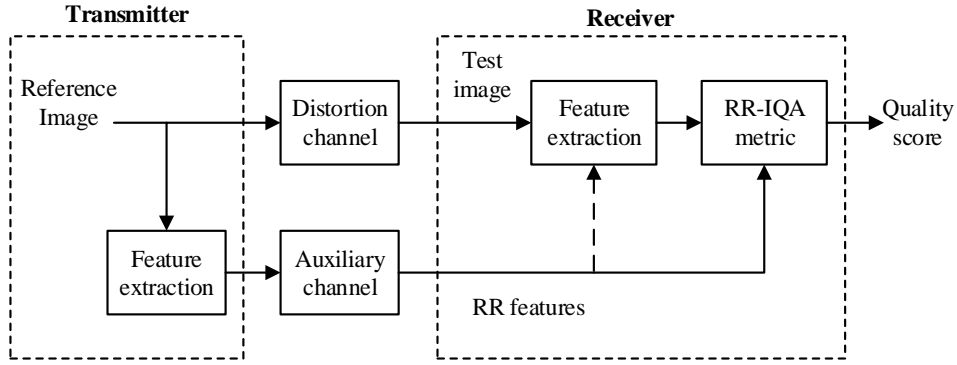 Transmitter
Receiver
Reference
Image
Distortion
channel
Test
image
Feature
extraction
RR-IQA
metric
Quality
score
Feature
extraction
Auxiliary
channel
RR features